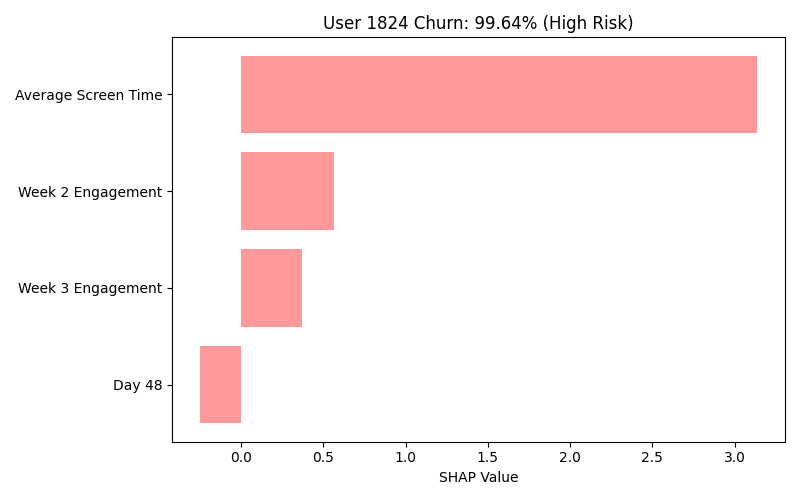 User 1824 Churn: 99.64% (High Risk)
Average Screen Time
Week 2 Engagement
Week 3 Engagement
Day 48
0.0 0.5 1.0 1.5 2.0 2.5 3.0
SHAP Value